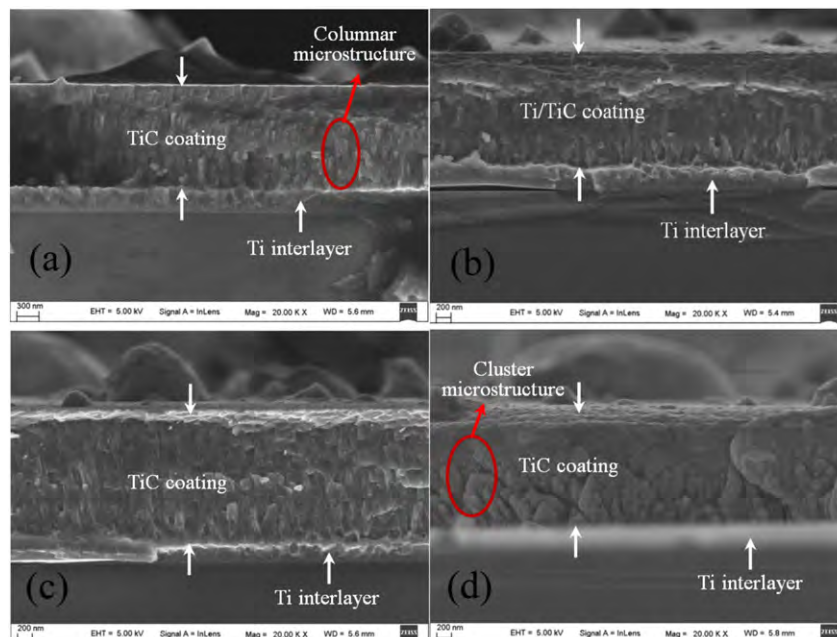 Columnar
microstructure
TiC coating
Ti interlayer
(a)
300 nm
EHT = 5.00 kV Signal A = InLens Mag = 20.00 K X WD = 5.6 mm
ZEISS
Ti/TiC coating
Ti interlayer
(b)
200 nm
EHT = 5.00 kV Signal A = InLens Mag = 20.00 K X WD = 5.4 mm
ZEISS
TiC coating
(c)
Ti interlayer
200 nm
EHT = 5.00 kV Signal A = InLens Mag = 20.00 K X WD = 5.6 mm
ZEISS
Cluster
microstructure
TiC coating
(d)
Ti interlayer
200 nm
EHT = 5.00 kV Signal A = InLens Mag = 20.00 K X WD = 5.8 mm
ZEISS